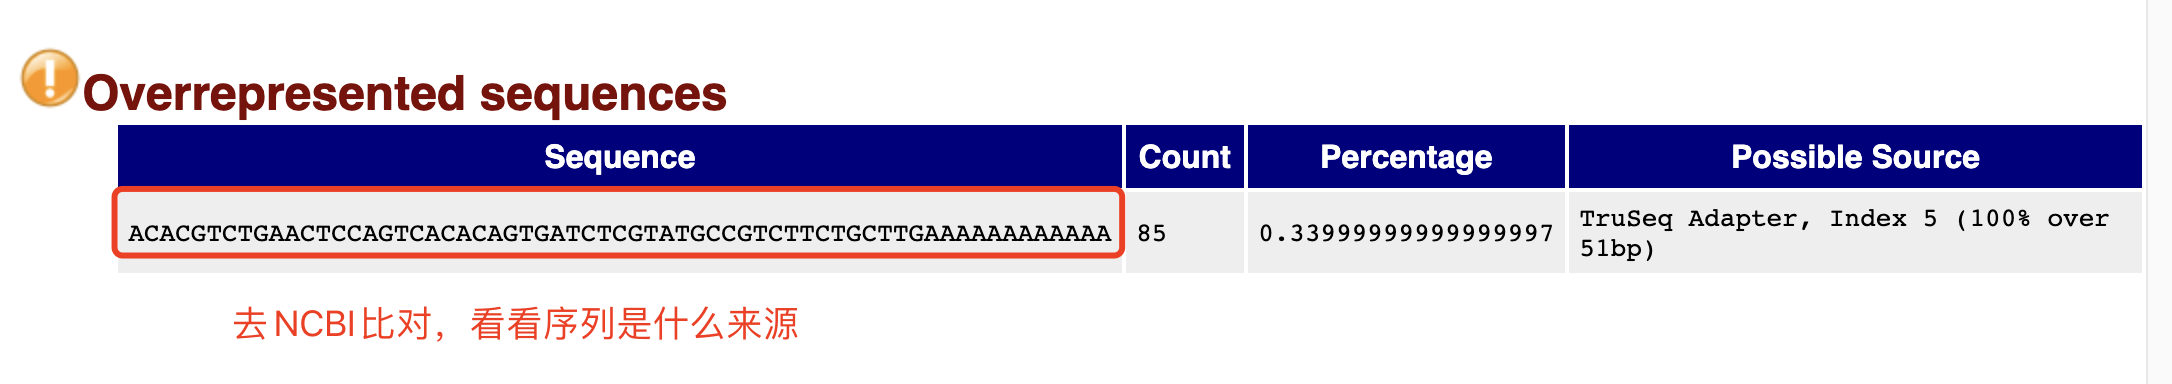 Overrepresented sequences
Sequence Count Percentage Possible Source
ACACGTCTGAACTCCAGTCACACAGTGATCTCGTATGCCGTCTTCTGCTTGAAAAAAAAAAAA 85 0.33999999999999997 TruSeq Adapter, Index 5 (100% over
51bp)
去NCBI比对，看看序列是什么来源